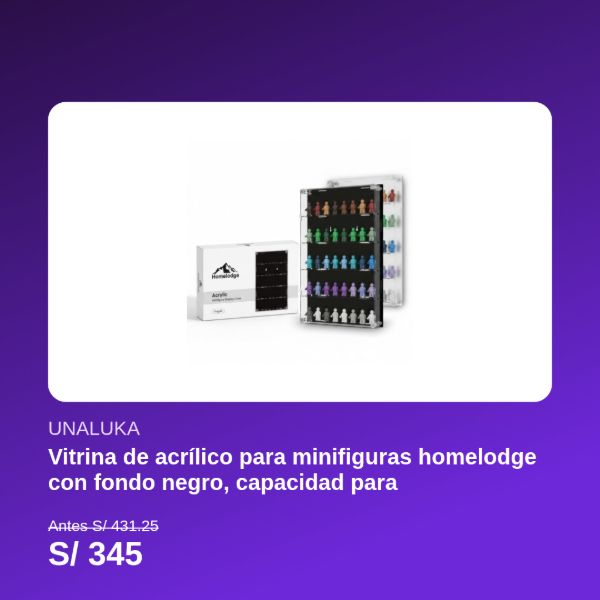 Homelodge
Acrylic
UNALUKA
Vitrina de acrílico para minifiguras homelodge
con fondo negro, capacidad para
Antes S/ 431.25
S/ 345